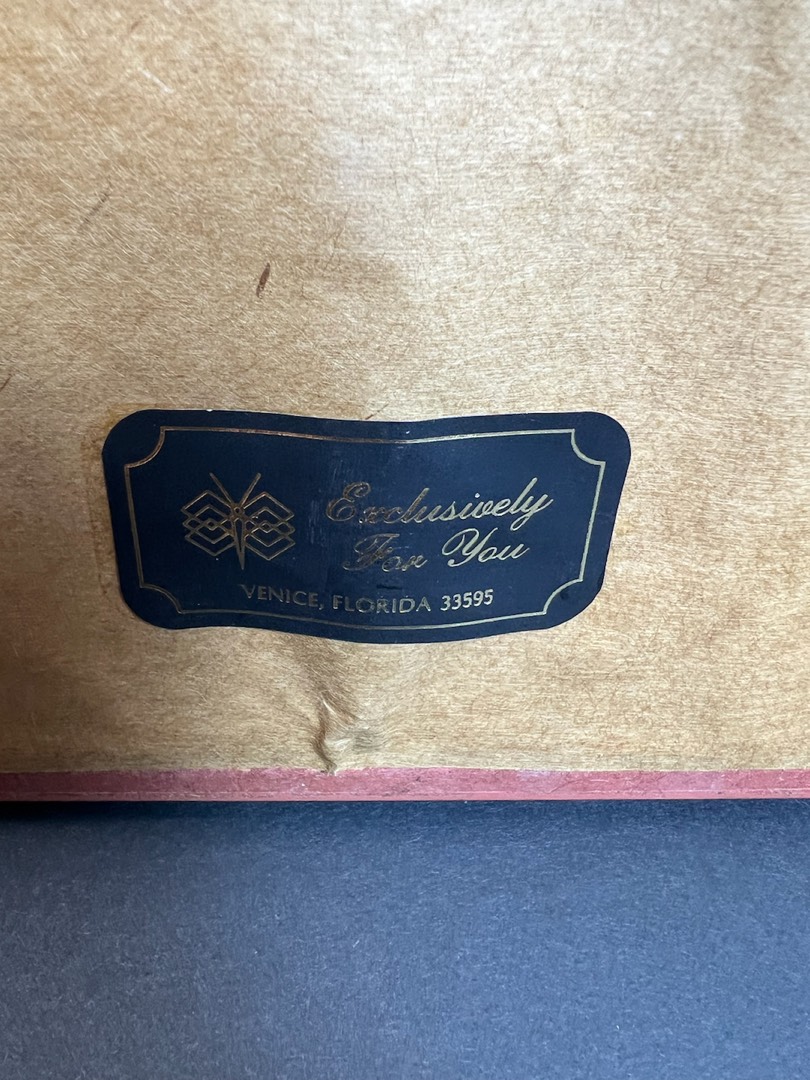 Exclusively
For You
VENICE, FLORIDA 33595